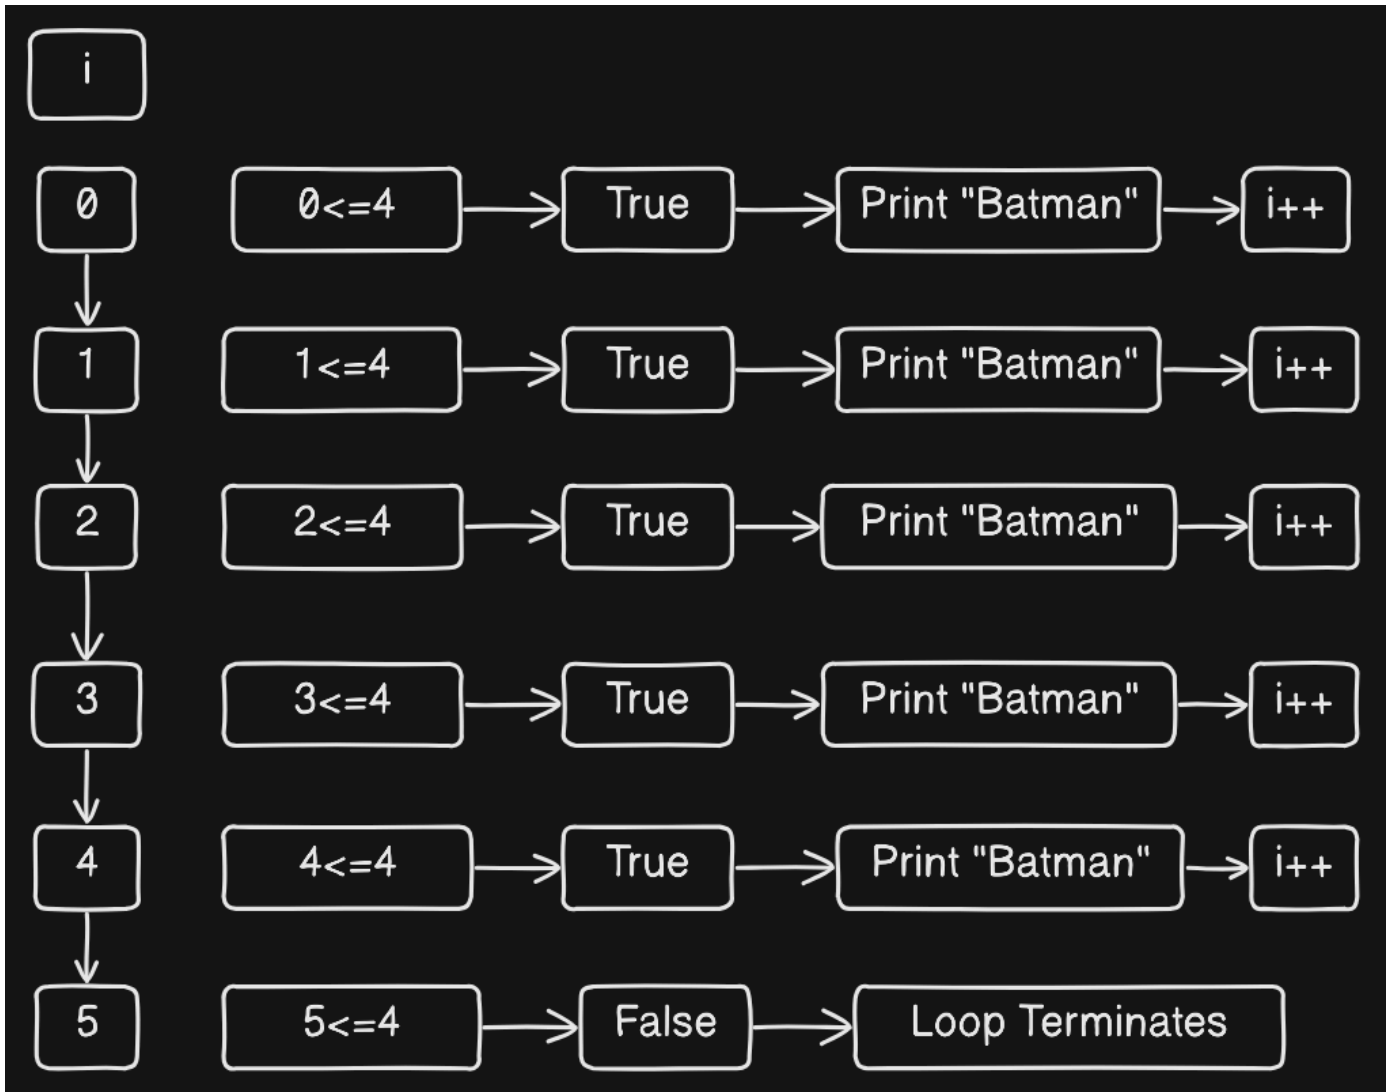 i
0 0<=4 True Print "Batman" i++
1 1<=4 True Print "Batman" i++
2 2<=4 True Print "Batman" i++
3 3<=4 True Print "Batman" i++
4 4<=4 True Print "Batman" i++
5 5<=4 False Loop Terminates